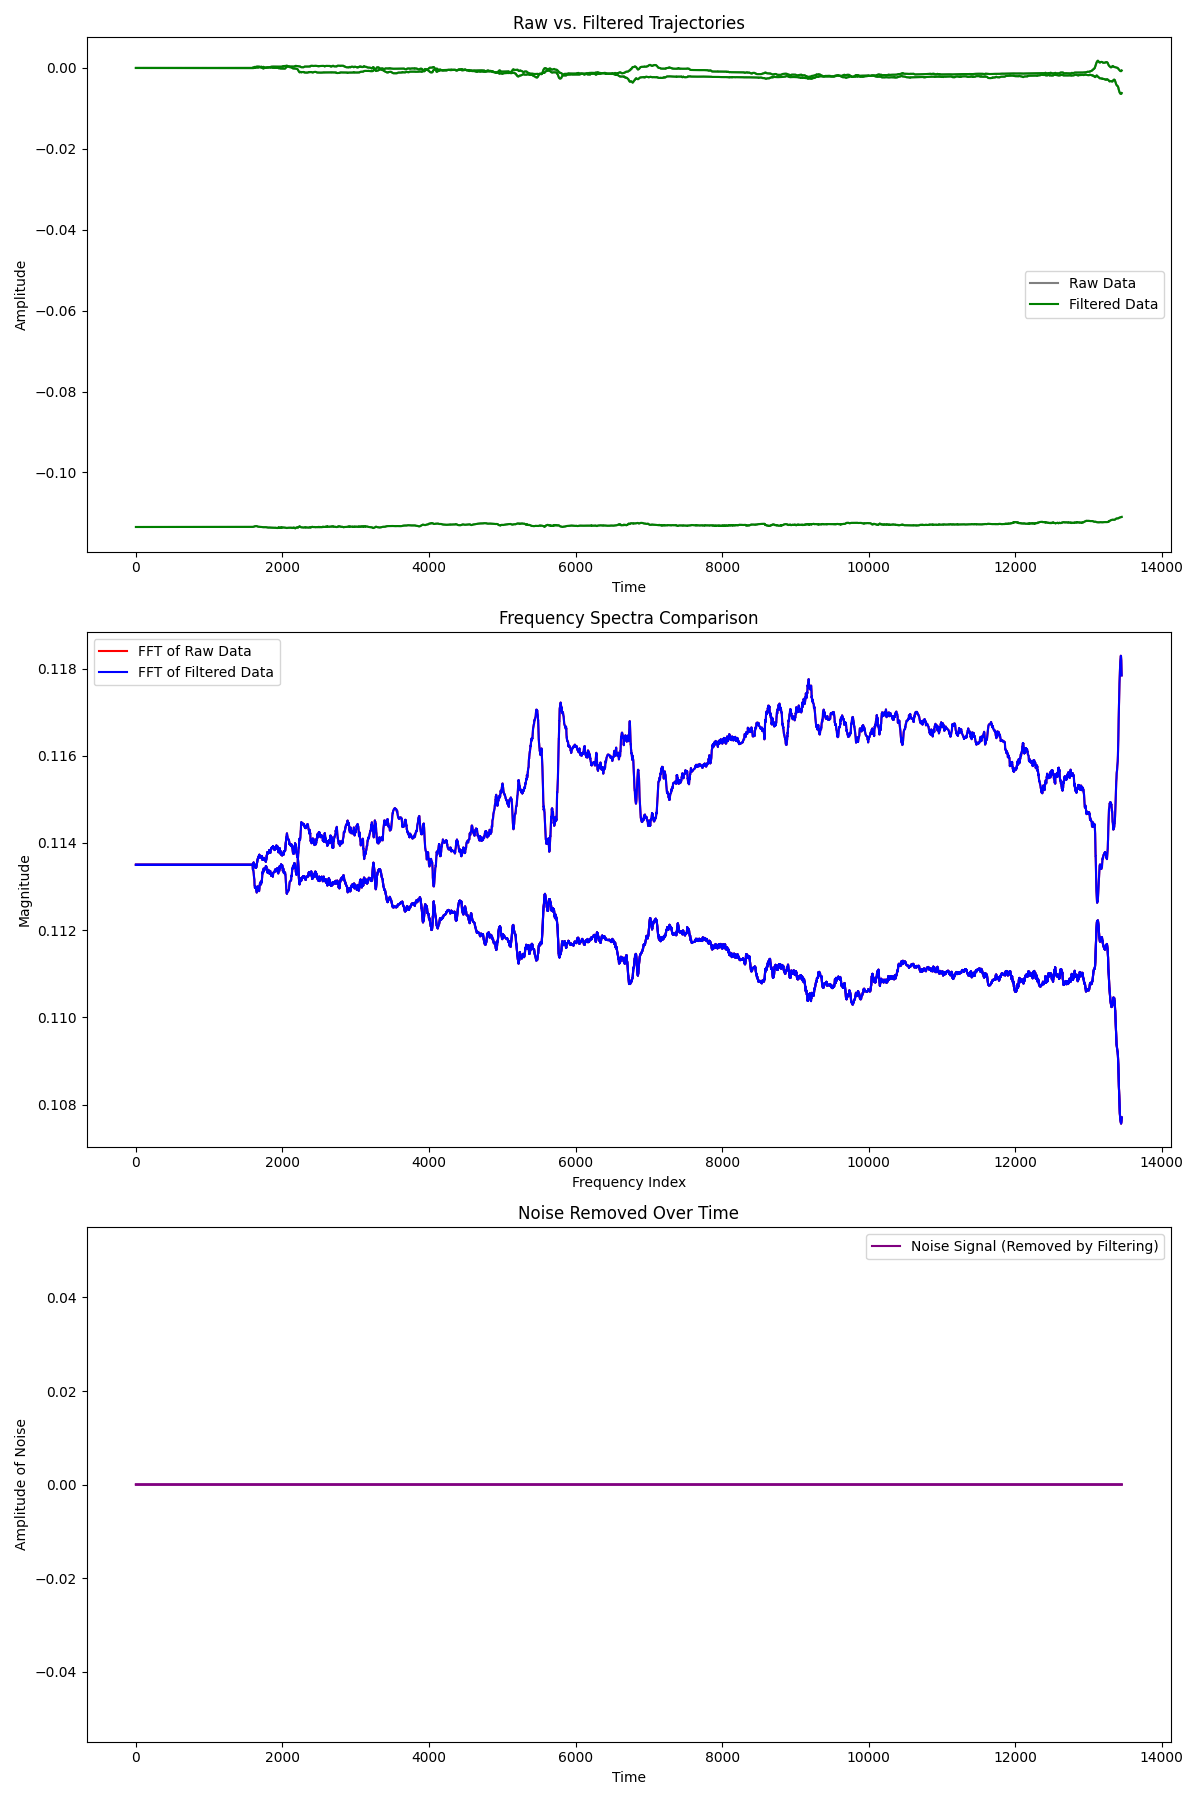 Raw vs. Filtered Trajectories
0.00
−0.02
−0.04
−0.06
−0.08
−0.10
Amplitude
Raw Data
Filtered Data
0 2000 4000 6000 8000 10000 12000 14000
Time
Frequency Spectra Comparison
FFT of Raw Data
FFT of Filtered Data
0.118
0.116
0.114
0.112
0.110
0.108
Magnitude
0 2000 4000 6000 8000 10000 12000 14000
Frequency Index
Noise Removed Over Time
Noise Signal (Removed by Filtering)
0.04
0.02
0.00
−0.02
−0.04
Amplitude of Noise
0 2000 4000 6000 8000 10000 12000 14000
Time